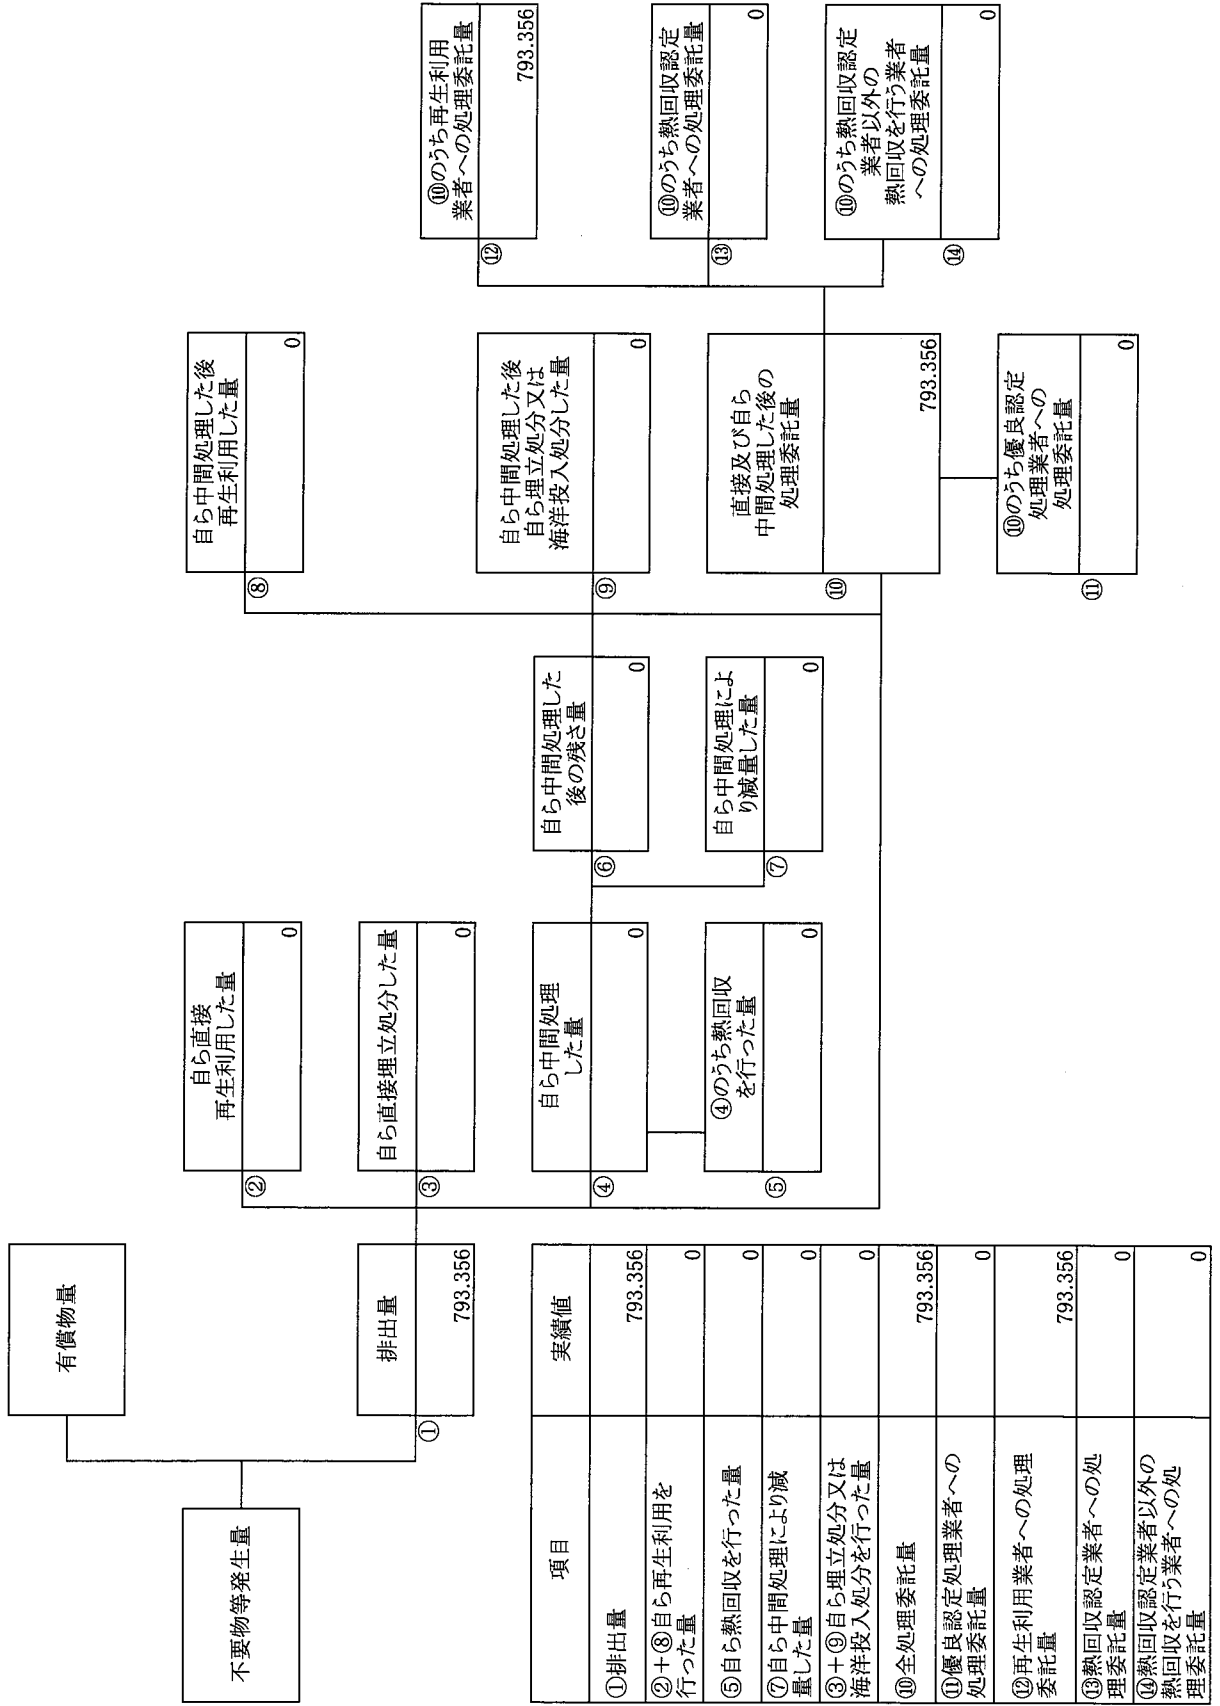 不要物等発生量
有償物量
①
排出量
793.356
②
自ら直接
再生利用した量
0
③
自ら直接埋立処分した量
0
④
自ら中間処理
した量
0
⑤
④のうち熱回収
を行った量
0
⑥
自ら中間処理した
後の残さ量
0
⑦
自ら中間処理によ
り減量した量
0
⑧
自ら中間処理した後
再生利用した量
0
⑨
自ら中間処理した後
自ら埋立処分又は
海洋投入処分した量
0
⑩
直接及び自ら
中間処理した後の
処理委託量
793.356
⑪
⑩のうち優良認定
処理業者への
処理委託量
0
⑫
⑩のうち再生利用
業者への処理委託量
793.356
⑬
⑩のうち熱回収認定
業者への処理委託量
0
⑭
⑩のうち熱回収認定
業者以外の
熱回収を行う業者
への処理委託量
0
項目
実績値
①排出量
793.356
②+⑧自ら再生利用を
行った量
0
⑤自ら熱回収を行った量
0
⑦自ら中間処理により減
量した量
0
③+⑨自ら埋立処分又は
海洋投入処分を行った量
0
⑩全処理委託量
793.356
⑪優良認定処理業者への
処理委託量
0
⑫再生利用業者への処理
委託量
793.356
⑬熱回収認定業者への処
理委託量
0
⑭熱回収認定業者以外の
熱回収を行う業者への処
理委託量
0